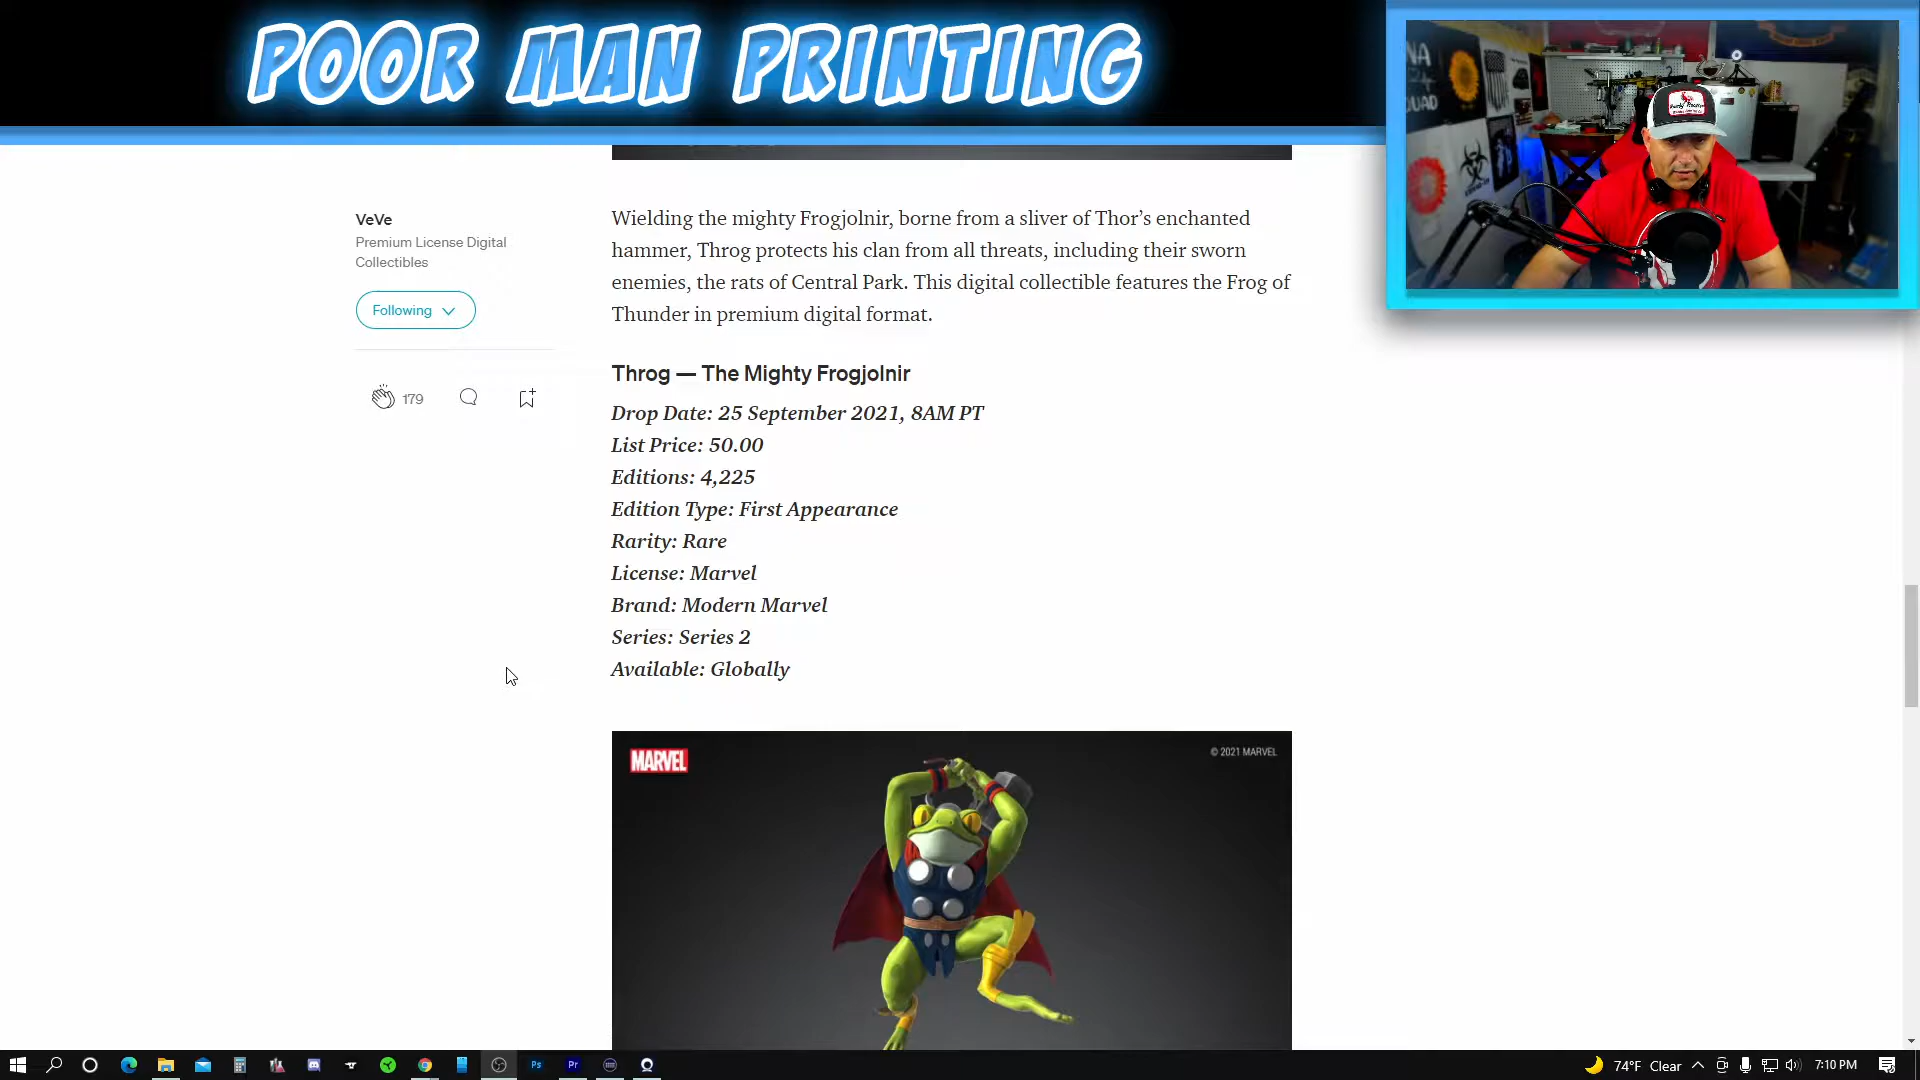 POOR MAN PRINTING
VeVe
Premium License Digital
Collectibles
Following
179
Wielding the mighty Frogjolnir, borne from a sliver of Thor’s enchanted
hammer, Throg protects his clan from all threats, including their sworn
enemies, the rats of Central Park. This digital collectible features the Frog of
Thunder in premium digital format.
Throg — The Mighty Frogjolnir
Drop Date: 25 September 2021, 8AM PT
List Price: 50.00
Editions: 4,225
Edition Type: First Appearance
Rarity: Rare
License: Marvel
Brand: Modern Marvel
Series: Series 2
Available: Globally
MARVEL
© 2021 MARVEL
Ps
Pr
74°F Clear
7:10 PM